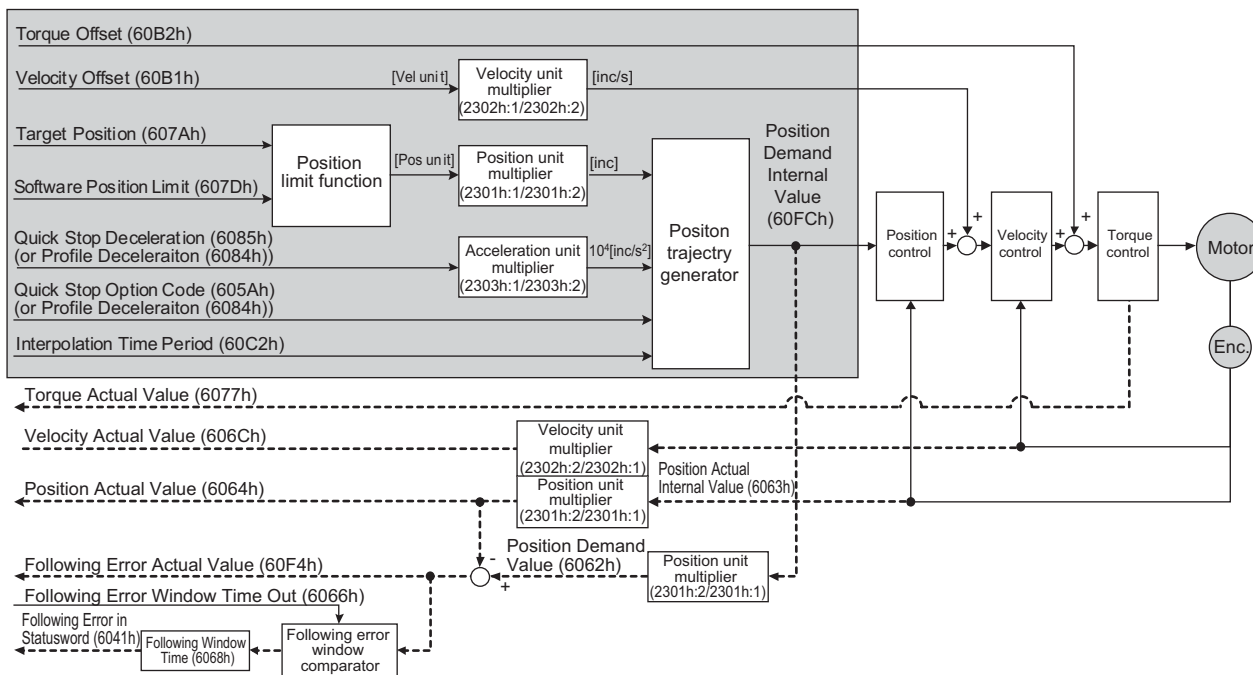 Torque Offset (60B2h)
Velocity Offset (60B1h)
[Vel unit]
Velocity unit
multiplier
(2302h:1/2302h:2)
[inc/s]
Target Position (607Ah)
Software Position Limit (607Dh)
Position
limit function
[Pos unit]
Position unit
multiplier
(2301h:1/2301h:2)
[inc]
Quick Stop Deceleration (6085h)
(or Profile Deceleraiton (6084h))
Acceleration unit
multiplier
(2303h:1/2303h:2)
10⁴[inc/s²]
Quick Stop Option Code (605Ah)
(or Profile Deceleraiton (6084h))
Interpolation Time Period (60C2h)
Positon
trajectry
generator
Position
Demand
Internal
Value
(60FCh)
Position
control
+
+
Velocity
control
+
+
Torque
control
Motor
Enc.
Torque Actual Value (6077h)
Velocity Actual Value (606Ch)
Velocity unit
multiplier
(2302h:2/2302h:1)
Position Actual Value (6064h)
Position unit
multiplier
(2301h:2/2301h:1)
Position Actual
Internal Value (6063h)
Following Error Actual Value (60F4h)
-
+
Position Demand
Value (6062h)
Position unit
multiplier
(2301h:2/2301h:1)
Following Error Window Time Out (6066h)
Following Error in
Statusword (6041h)
Following Window
Time (6068h)
Following error
window
comparator